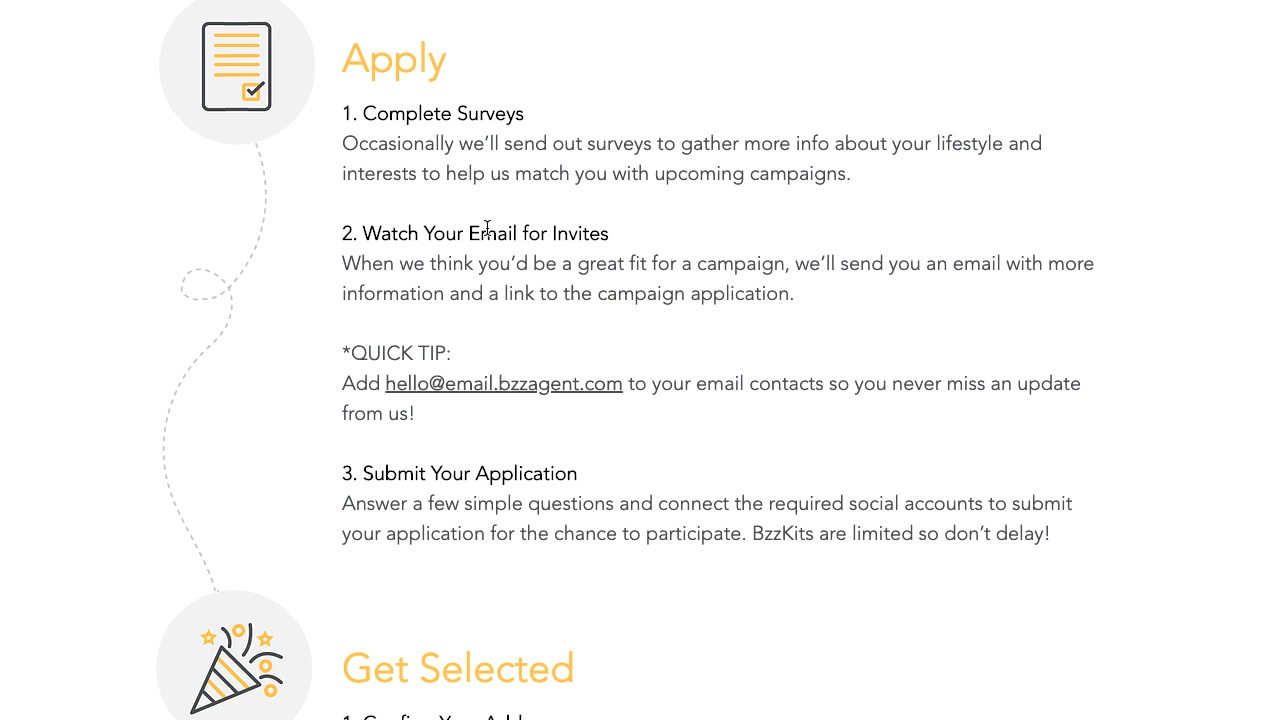 Apply
1. Complete Surveys
Occasionally we’ll send out surveys to gather more info about your lifestyle and
interests to help us match you with upcoming campaigns.
2. Watch Your Email for Invites
When we think you’d be a great fit for a campaign, we’ll send you an email with more
information and a link to the campaign application.
*QUICK TIP:
Add hello@email.bzzagent.com to your email contacts so you never miss an update
from us!
3. Submit Your Application
Answer a few simple questions and connect the required social accounts to submit
your application for the chance to participate. BzzKits are limited so don’t delay!
Get Selected